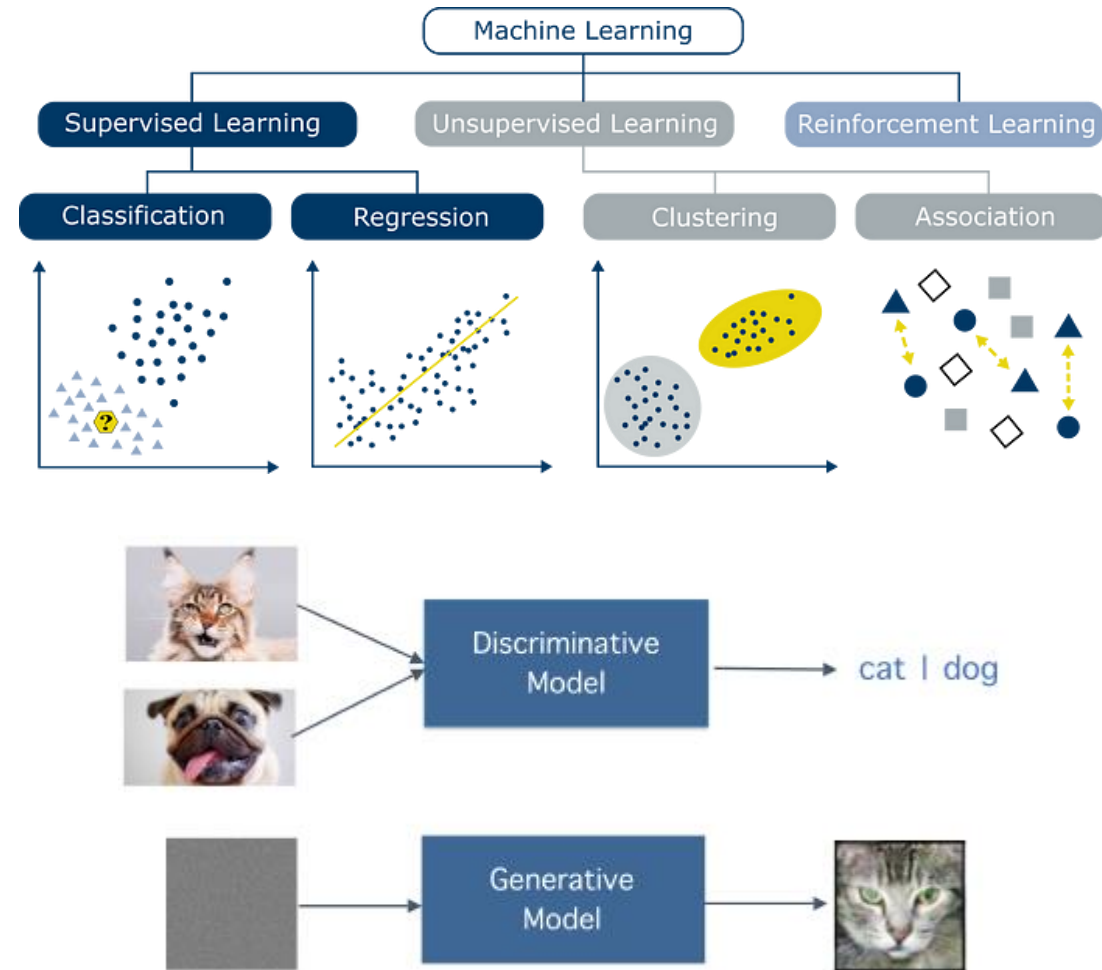 Machine Learning
Supervised Learning
Unsupervised Learning
Reinforcement Learning
Classification
Regression
Clustering
Association
?
Discriminative
Model
cat | dog
Generative
Model